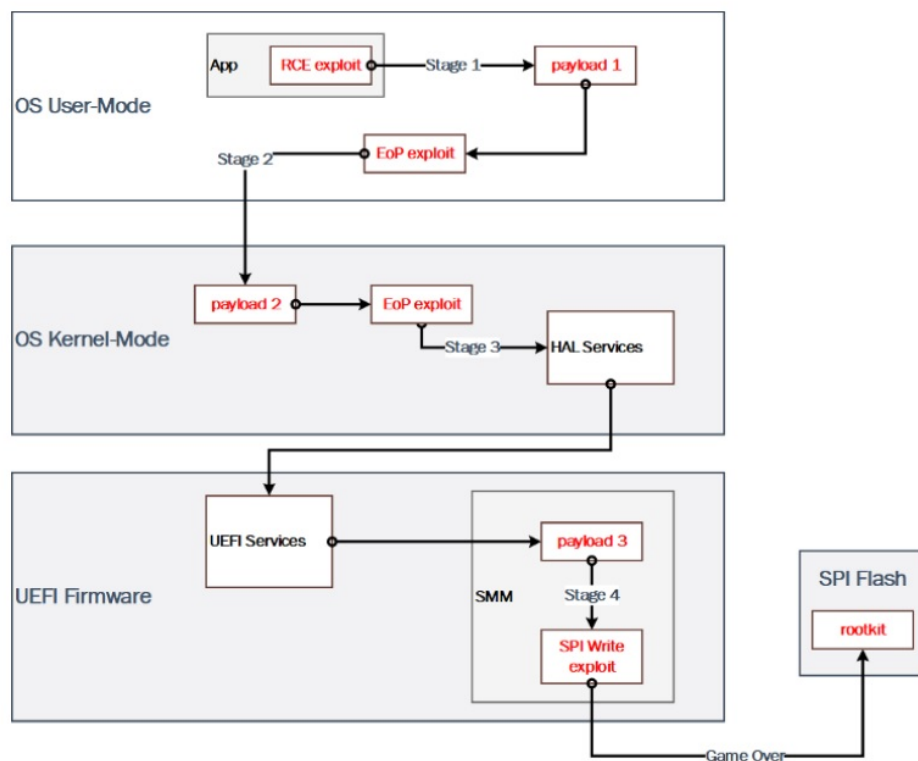 App
RCE exploit
Stage 1
payload 1
OS User-Mode
EoP exploit
Stage 2
payload 2
EoP exploit
OS Kernel-Mode
Stage 3
HAL Services
UEFI Services
payload 3
SMM
Stage 4
UEFI Firmware
SPI Write
exploit
SPI Flash
rootkit
Game Over